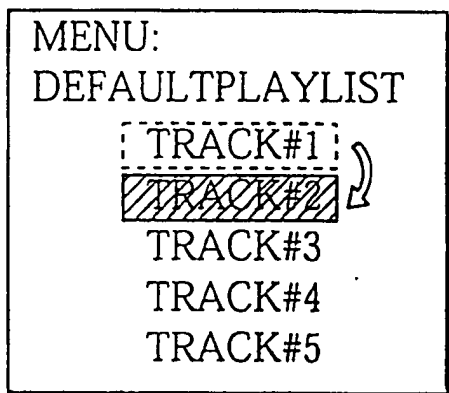 MENU:
DEFAULTPLAYLIST
TRACK#1
TRACK#2
TRACK#3
TRACK#4
TRACK#5